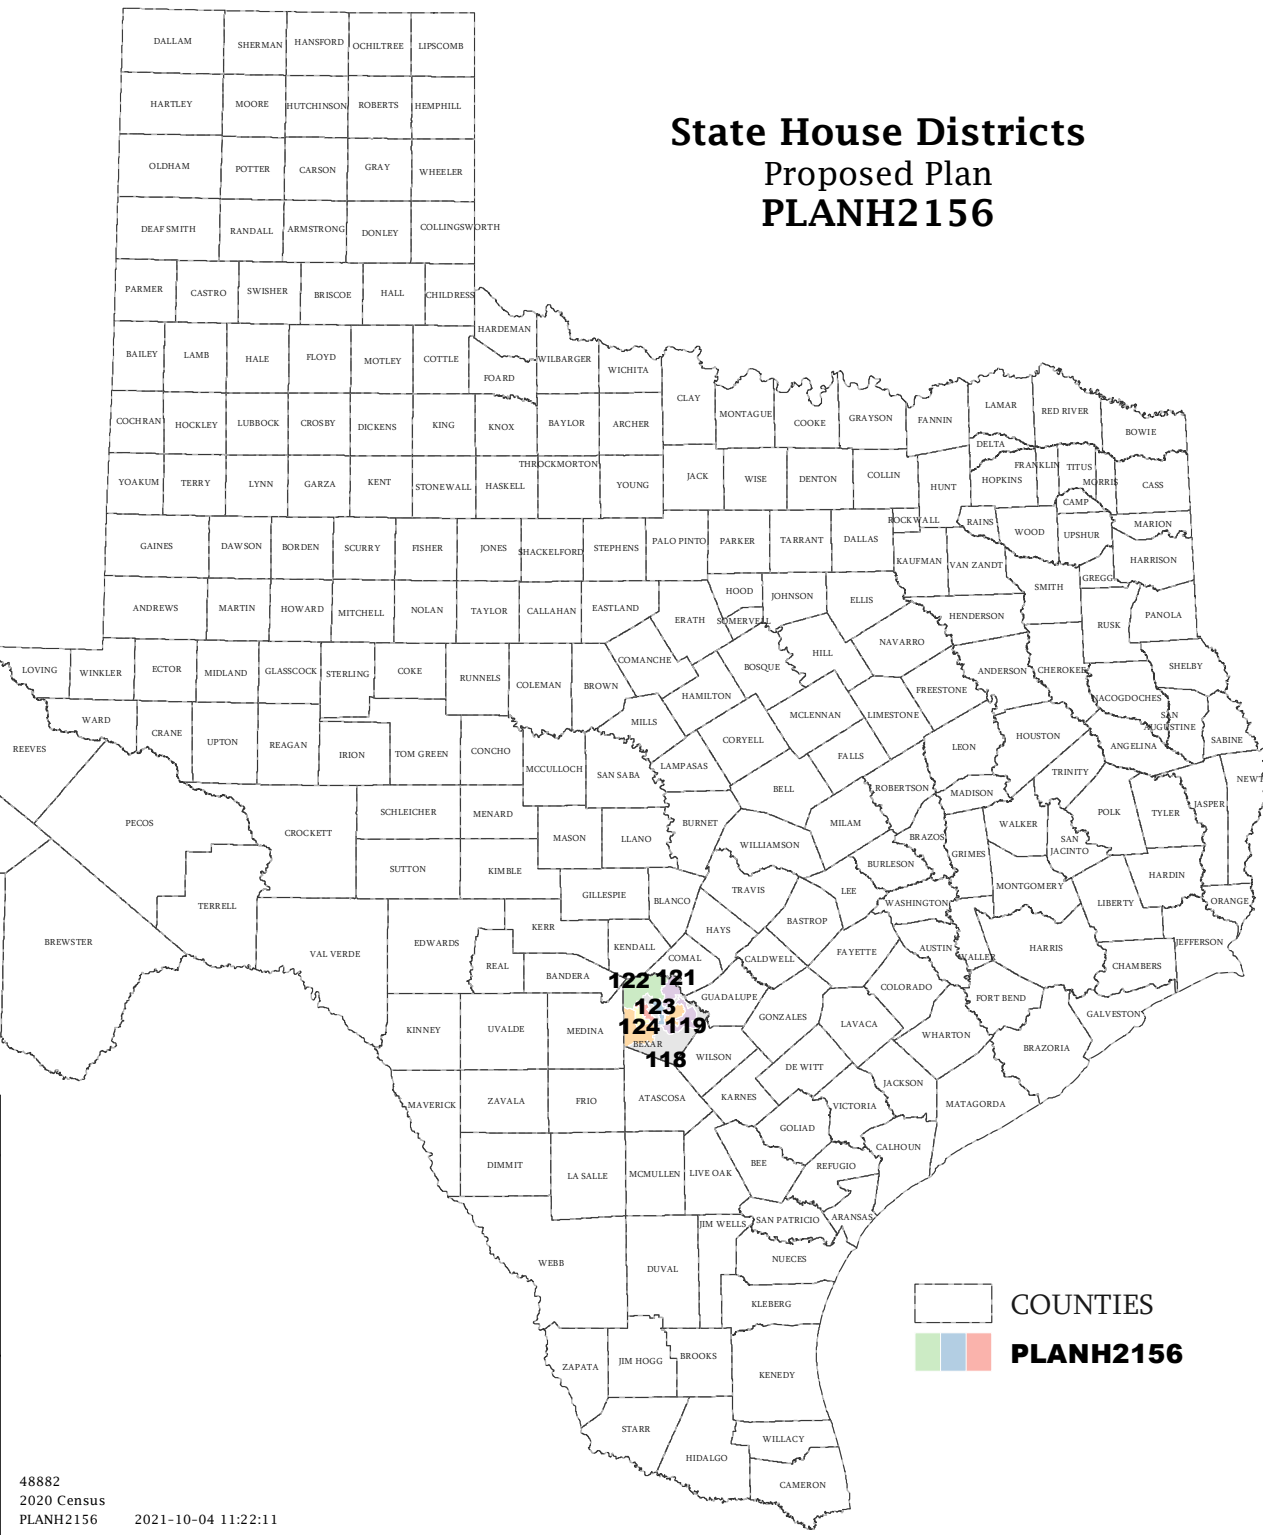 State House Districts
Proposed Plan
PLANH2156
DALLAM
SHERMAN
HANSFORD
OCHILTREE
LIPSCOMB
HARTLEY
MOORE
HUTCHINSON
ROBERTS
HEMPHILL
OLDHAM
POTTER
CARSON
GRAY
WHEELER
DEAF SMITH
RANDALL
ARMSTRONG
DONLEY
COLLINGSWORTH
PARMER
CASTRO
SWISHER
BRISCOE
HALL
CHILDRESS
HARDEMAN
BAILEY
LAMB
HALE
FLOYD
MOTLEY
COTTLE
FOARD
WILBARGER
WICHITA
CLAY
MONTAGUE
COOKE
GRAYSON
FANNIN
LAMAR
RED RIVER
BOWIE
COCHRAN
HOCKLEY
LUBBOCK
CROSBY
DICKENS
KING
KNOX
BAYLOR
ARCHER
DELTA
YOAKUM
TERRY
LYNN
GARZA
KENT
STONEWALL
HASKELL
THROCKMORTON
YOUNG
JACK
WISE
DENTON
COLLIN
HUNT
HOPKINS
FRANKLIN
TITUS
MORRIS
CAMP
CASS
GAINES
DAWSON
BORDEN
SCURRY
FISHER
JONES
SHACKELFORD
STEPHENS
PALO PINTO
PARKER
TARRANT
DALLAS
ROCKWALL
KAUFMAN
RAINS
VAN ZANDT
WOOD
UPSHUR
MARION
HARRISON
GREGG
SMITH
ANDREWS
MARTIN
HOWARD
MITCHELL
NOLAN
TAYLOR
CALLAHAN
EASTLAND
ERATH
HOOD
SOMERVELL
JOHNSON
ELLIS
HENDERSON
NAVARRO
RUSK
PANOLA
LOVING
WINKLER
ECTOR
MIDLAND
GLASSCOCK
STERLING
COKE
RUNNELS
COLEMAN
BROWN
COMANCHE
HAMILTON
BOSQUE
HILL
FREESTONE
ANDERSON
CHEROKEE
NACOGDOCHES
SHELBY
SAN
AUGUSTINE
SABINE
WARD
CRANE
UPTON
REAGAN
IRION
TOM GREEN
CONCHO
MCCULLOCH
SAN SABA
MILLS
LAMPASAS
CORYELL
MCLENNAN
LIMESTONE
FALLS
LEON
HOUSTON
ANGELINA
TRINITY
REEVES
NEWT
PECOS
CROCKETT
SCHLEICHER
MENARD
MASON
LLANO
BURNET
BELL
MILAM
ROBERTSON
MADISON
BRAZOS
WALKER
SAN
JACINTO
POLK
TYLER
JASPER
SUTTON
KIMBLE
GILLESPIE
BLANCO
WILLIAMSON
TRAVIS
LEE
BURLESON
GRIMES
WASHINGTON
MONTGOMERY
LIBERTY
HARDIN
ORANGE
TERRELL
BREWSTER
VAL VERDE
EDWARDS
KERR
REAL
BANDERA
KENDALL
COMAL
HAYS
CALDWELL
BASTROP
FAYETTE
AUSTIN
WALLER
HARRIS
CHAMBERS
JEFFERSON
122
121
123
124
119
118
BEXAR
GUADALUPE
GONZALES
LAVACA
COLORADO
WHARTON
FORT BEND
GALVESTON
BRAZORIA
KINNEY
UVALDE
MEDINA
WILSON
DE WITT
JACKSON
MATAGORDA
MAVERICK
ZAVALA
FRIO
ATASCOSA
KARNES
GOLIAD
VICTORIA
CALHOUN
DIMMIT
LA SALLE
MCMULLEN
LIVE OAK
BEE
REFUGIO
JIM WELLS
SAN PATRICIO
ARANSAS
WEBB
DUVAL
NUECES
KLEBERG
ZAPATA
JIM HOGG
BROOKS
KENEDY
STARR
HIDALGO
WILLACY
CAMERON
COUNTIES
PLANH2156
48882
2020 Census
PLANH2156 2021-10-04 11:22:11